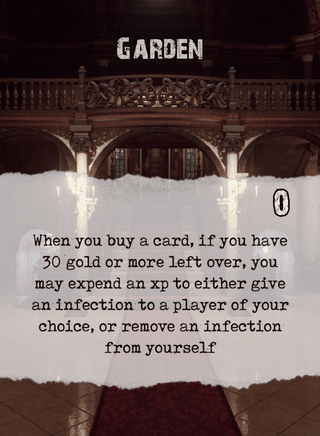 Garden
0
When you buy a card, if you have
30 gold or more left over, you
may expend an xp to either give
an infection to a player of your
choice, or remove an infection
from yourself